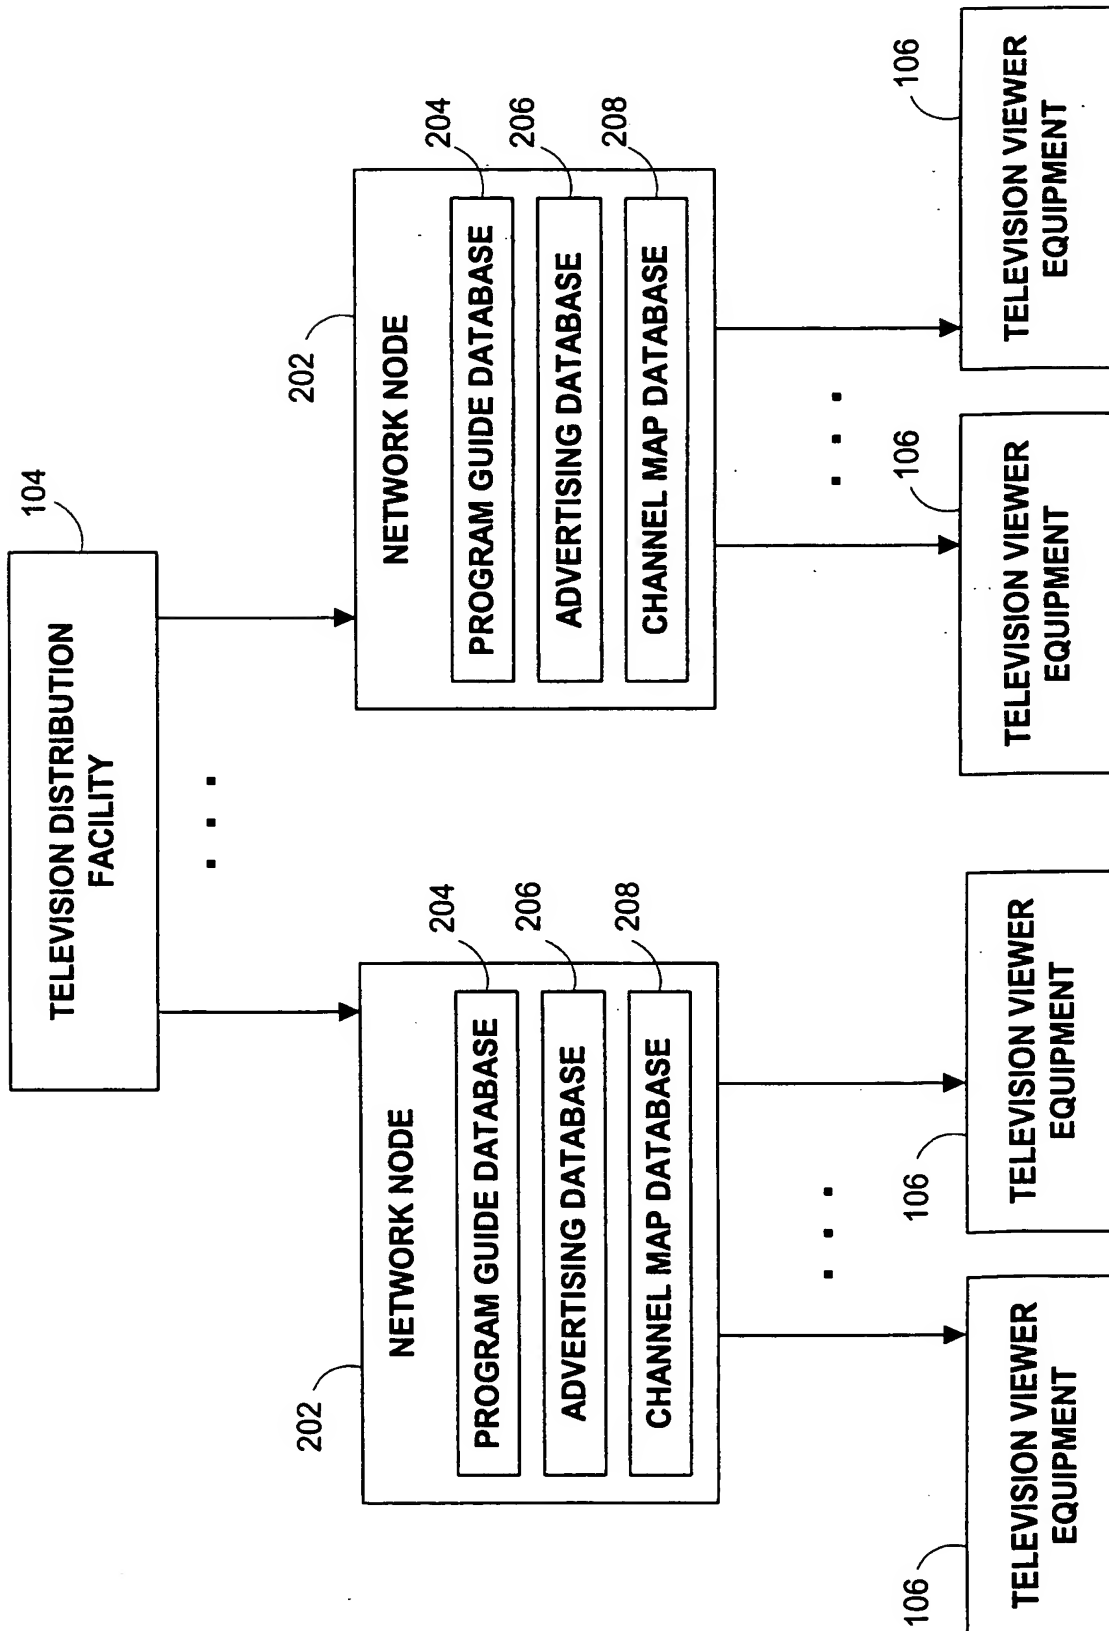 TELEVISION DISTRIBUTION
FACILITY
104
202
NETWORK NODE
PROGRAM GUIDE DATABASE
204
ADVERTISING DATABASE
206
CHANNEL MAP DATABASE
208
202
NETWORK NODE
PROGRAM GUIDE DATABASE
204
ADVERTISING DATABASE
206
CHANNEL MAP DATABASE
208
106
TELEVISION VIEWER
EQUIPMENT
106
TELEVISION VIEWER
EQUIPMENT
106
TELEVISION VIEWER
EQUIPMENT
106
TELEVISION VIEWER
EQUIPMENT